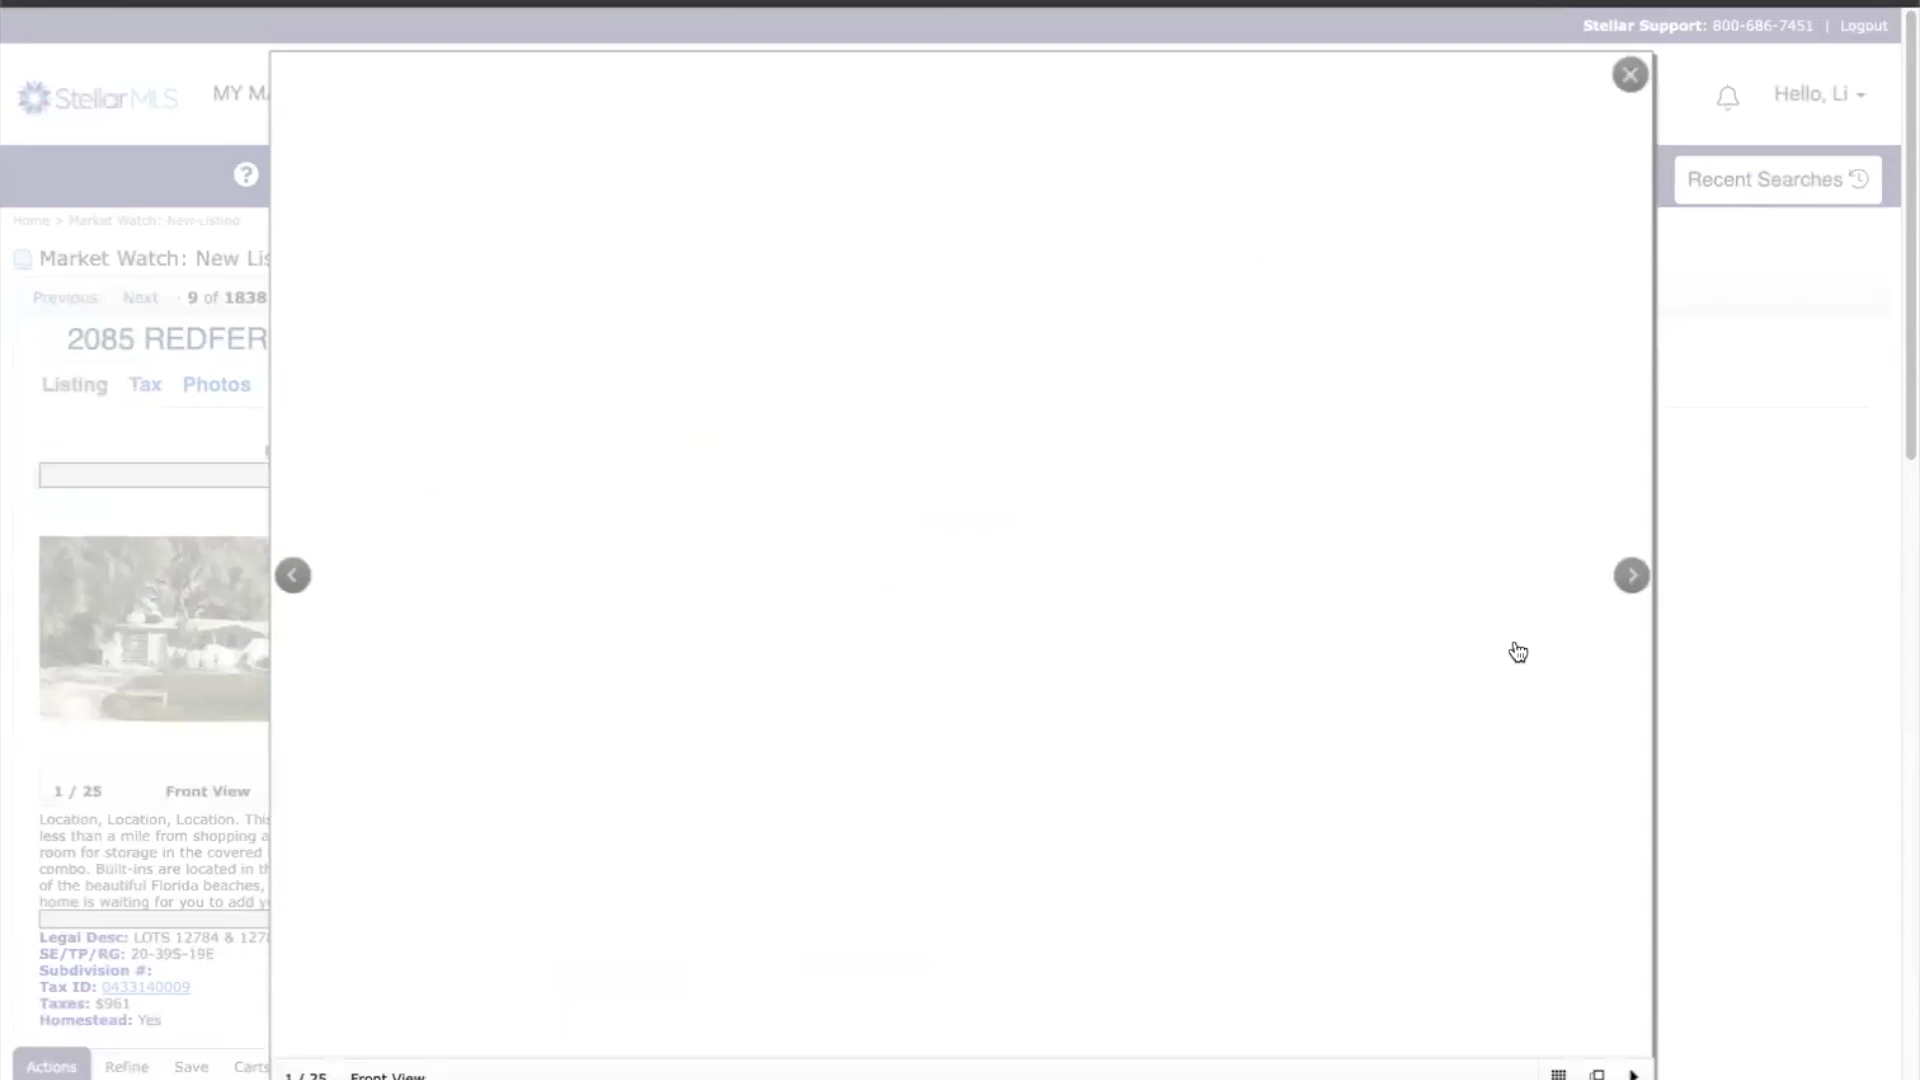 Stellar Support: 800-686-7451 | Logout
StellarMLS MY MA
Hello, Li
?
Recent Searches
Home > Market Watch: New Listing
Market Watch: New Lis
Previous Next · 9 of 1838
2085 REDFER
Listing Tax Photos
1 / 25 Front View
Location, Location, Location. This
less than a mile from shopping a
room for storage in the covered
combo. Built-ins are located in th
of the beautiful Florida beaches,
home is waiting for you to add y
Legal Desc: LOTS 12784 & 1278
SE/TP/RG: 20-39S-19E
Subdivision #:
Tax ID: 0433140009
Taxes: $961
Homestead: Yes
Actions Refine Save Carts
1 / 25 Front View